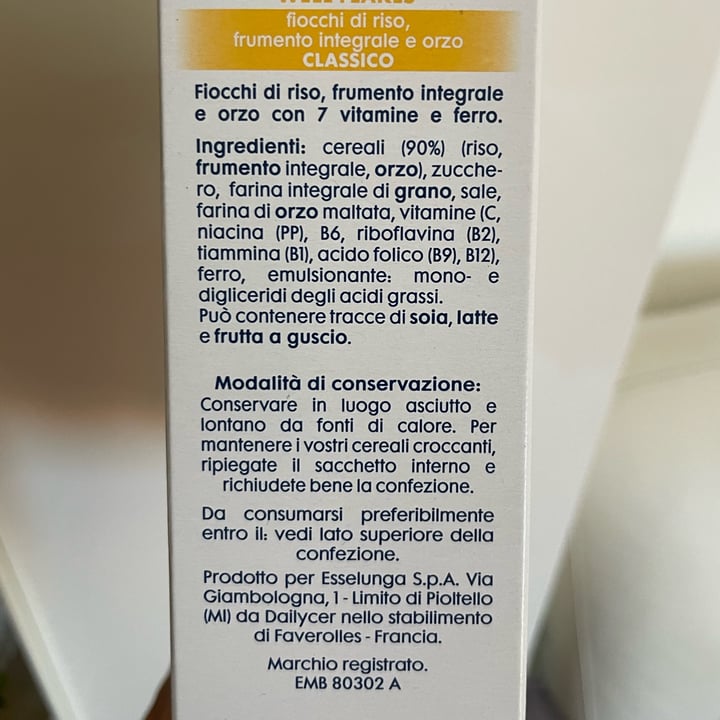 WELL FLAKES
fiocchi di riso,
frumento integrale e orzo
CLASSICO
Fiocchi di riso, frumento integrale
e orzo con 7 vitamine e ferro.
Ingredienti: cereali (90%) (riso,
frumento integrale, orzo), zucche-
ro, farina integrale di grano, sale,
farina di orzo maltata, vitamine (C,
niacina (PP), B6, riboflavina (B2),
tiammina (B1), acido folico (B9), B12),
ferro, emulsionante: mono- e
digliceridi degli acidi grassi.
Può contenere tracce di soia, latte
e frutta a guscio.
Modalità di conservazione:
Conservare in luogo asciutto e
lontano da fonti di calore. Per
mantenere i vostri cereali croccanti,
ripiegate il sacchetto interno e
richiudete bene la confezione.
Da consumarsi preferibilmente
entro il: vedi lato superiore della
confezione.
Prodotto per Esselunga S.p.A. Via
Giambologna, 1 - Limito di Pioltello
(MI) da Dailycer nello stabilimento
di Faverolles - Francia.
Marchio registrato.
EMB 80302 A